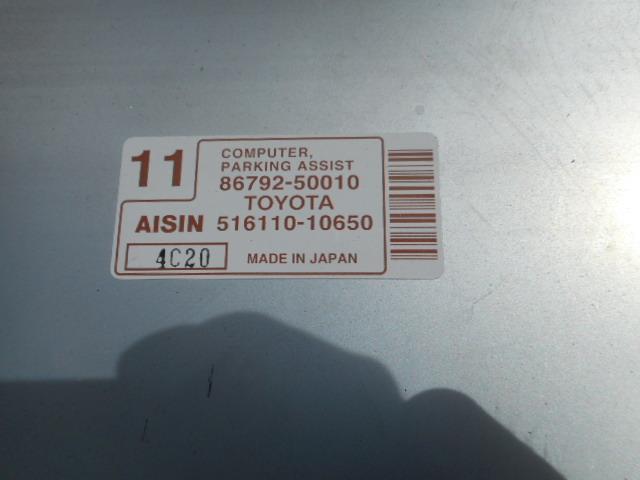 11
COMPUTER,
PARKING ASSIST
86792-50010
TOYOTA
AISIN 516110-10650
4C20
MADE IN JAPAN